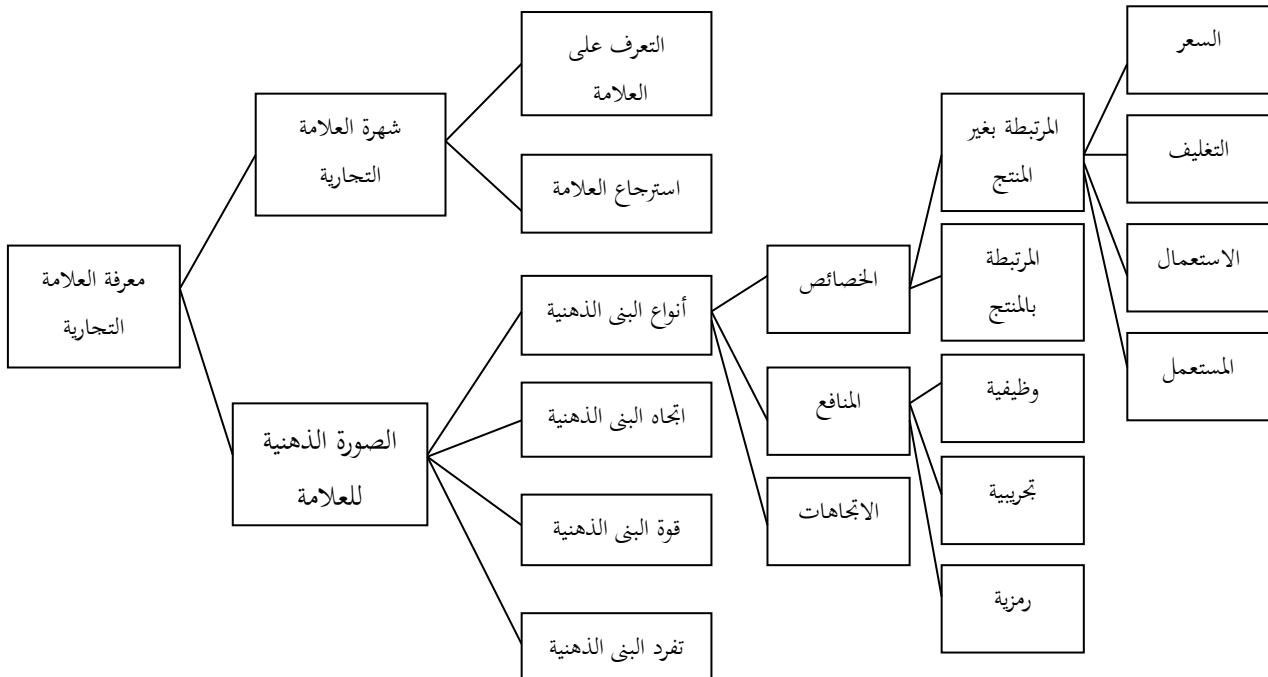 معرفة العلامة
التجارية
شهرة العلامة
التجارية
الصورة الذهنية
للعلامة
التعرف على
العلامة
استرجاع العلامة
أنواع البنى الذهنية
اتجاه البنى الذهنية
قوة البنى الذهنية
تفرد البنى الذهنية
الخصائص
المنافع
الاتجاهات
المرتبطة بغير
المنتج
المرتبطة
بالمنتج
وظيفية
تجريبية
رمزية
السعر
التغليف
الاستعمال
المستعمل